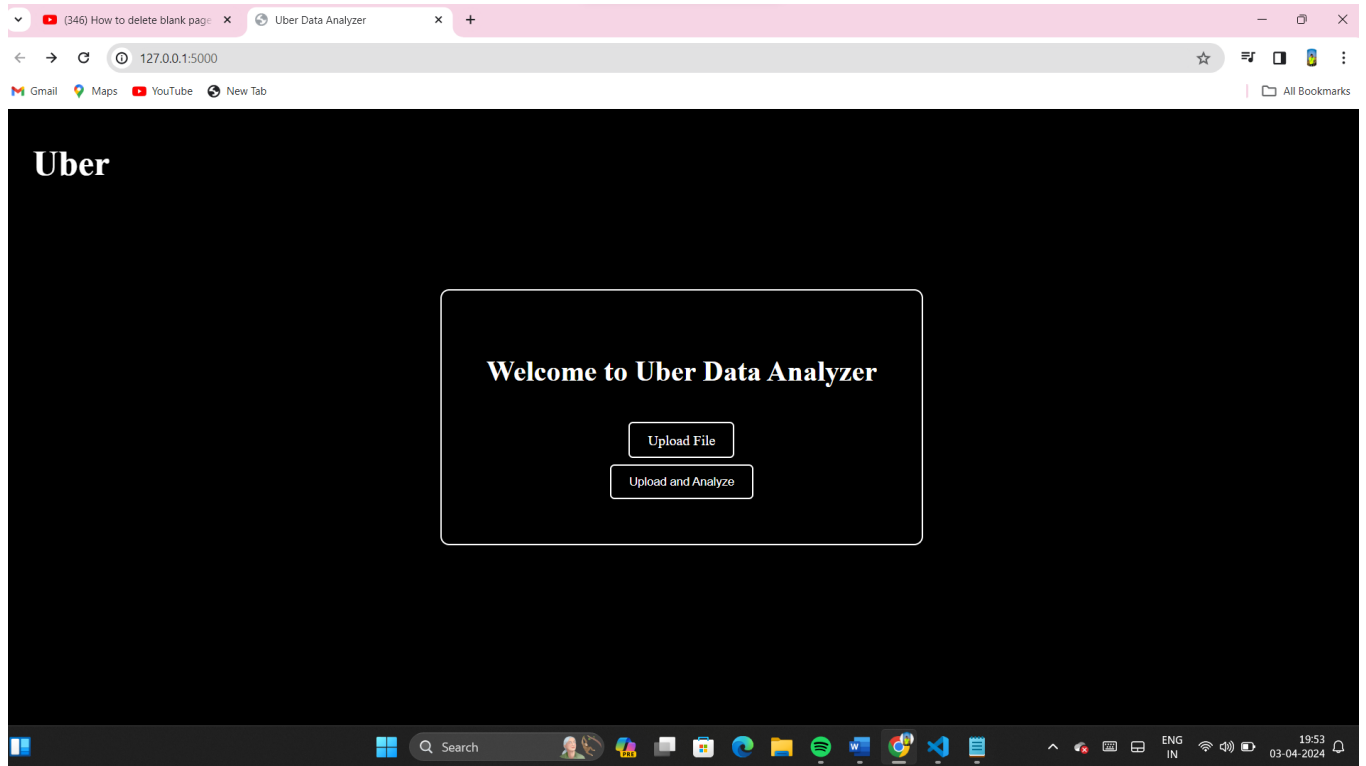 (346) How to delete blank page
Uber Data Analyzer
127.0.0.1:5000
Gmail Maps YouTube New Tab All Bookmarks
Uber
Welcome to Uber Data Analyzer
Upload File
Upload and Analyze
Search
PRE
ENG
IN
19:53
03-04-2024